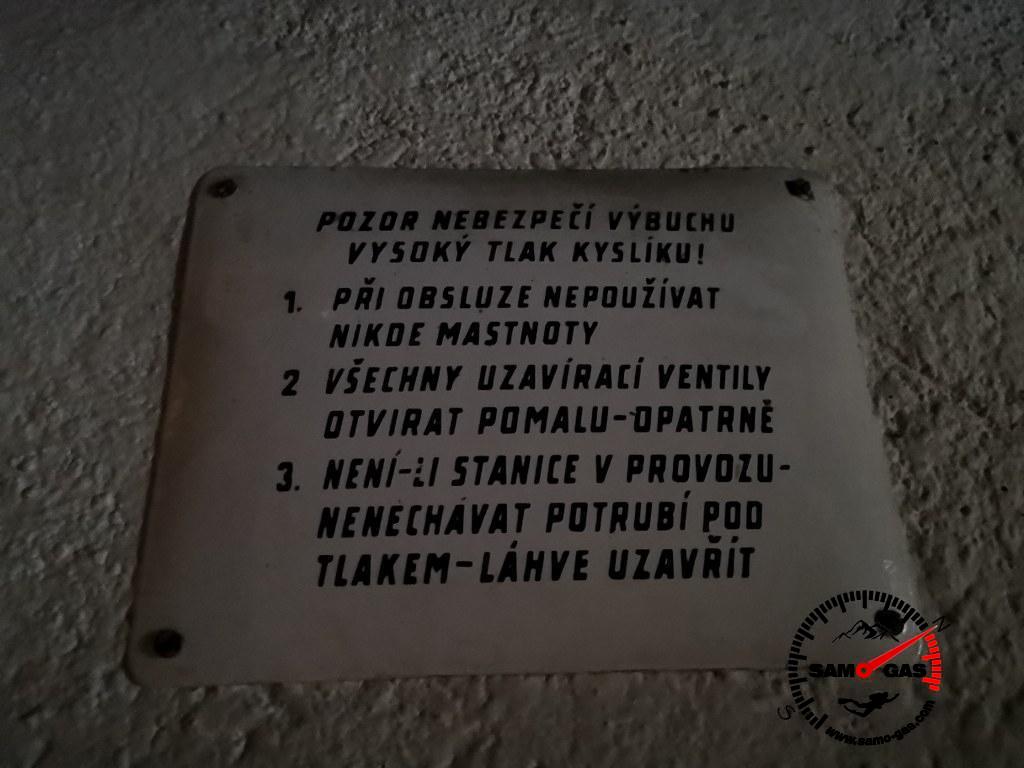 POZOR NEBEZPEČÍ VÝBUCHU
VYSOKÝ TLAK KYSLÍKU!
1. PŘI OBSLUZE NEPOUŽÍVAT
NIKDE MASTNOTY
2 VŠECHNY UZAVÍRACÍ VENTILY
OTVIRAT POMALU-OPATRNĚ
3. NENÍ-LI STANICE V PROVOZU-
NENECHÁVAT POTRUBÍ POD
TLAKEM-LÁHVE UZAVŘÍT
N
SAMO GAS
S
www.samo-gas.com